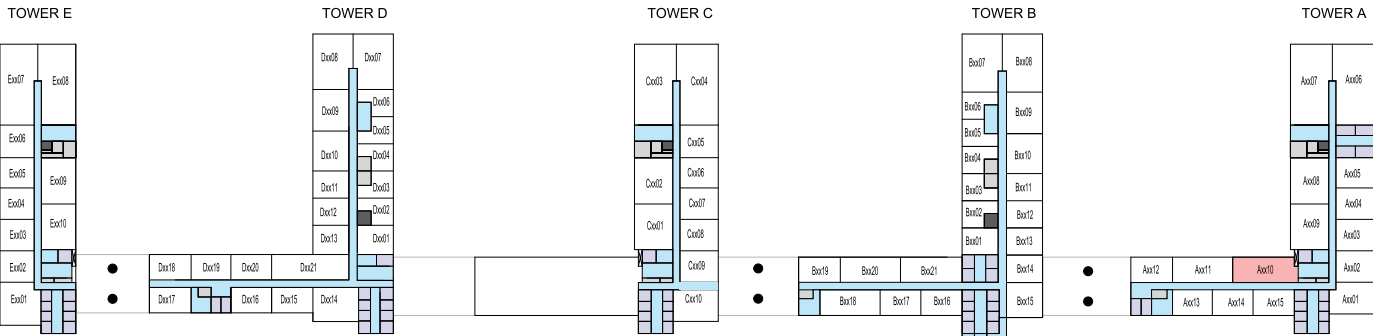 TOWER E
TOWER D
TOWER C
TOWER B
TOWER A
Exx07
Exx08
Exx06
Exx05
Exx09
Exx04
Exx10
Exx03
Exx02
Exx01
Dxx08
Dxx07
Dxx06
Dxx09
Dxx05
Dxx04
Dxx10
Dxx11
Dxx03
Dxx12
Dxx02
Dxx13
Dxx01
Dxx18
Dxx19
Dxx20
Dxx21
Dxx17
Dxx16
Dxx15
Dxx14
Cxx03
Cxx04
Cxx05
Cxx06
Cxx02
Cxx07
Cxx01
Cxx08
Cxx09
Cxx10
Bxx07
Bxx08
Bxx06
Bxx09
Bxx05
Bxx04
Bxx10
Bxx03
Bxx11
Bxx02
Bxx12
Bxx01
Bxx13
Bxx14
Bxx19
Bxx20
Bxx21
Bxx18
Bxx17
Bxx16
Bxx15
Axx07
Axx06
Axx05
Axx08
Axx04
Axx09
Axx03
Axx02
Axx12
Axx11
Axx10
Axx13
Axx14
Axx15
Axx01